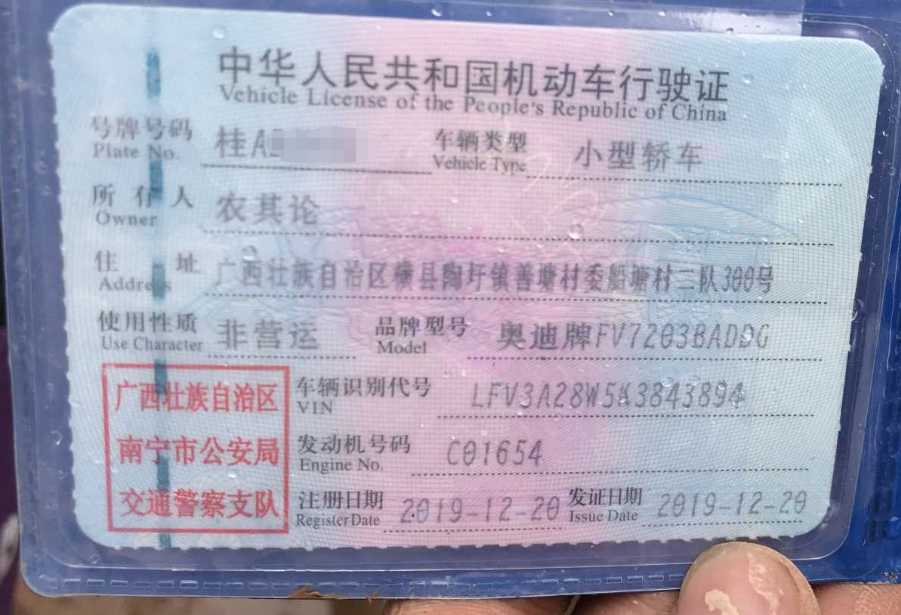 中华人民共和国机动车行驶证
Vehicle License of the People's Republic of China
号牌号码 桂A 车辆类型 小型轿车
Plate No. Vehicle Type
所有人 农其论
Owner
住址 广西壮族自治区横县陶圩镇善塘村委船塘村二队300号
Address
使用性质 非营运 品牌型号 奥迪牌FV7203BADDG
Use Character Model
广西壮族自治区 车辆识别代号 LFV3A28W5K3843894
VIN
南宁市公安局 发动机号码 C01654
Engine No.
交通警察支队 注册日期 2019-12-20 发证日期 2019-12-20
Register Date Issue Date